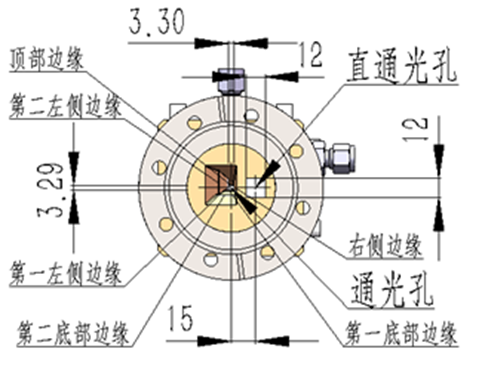 3.30
顶部边缘
12
直通光孔
第二左侧边缘
12
3.29
右侧边缘
第一左侧边缘
通光孔
第二底部边缘
15
第一底部边缘